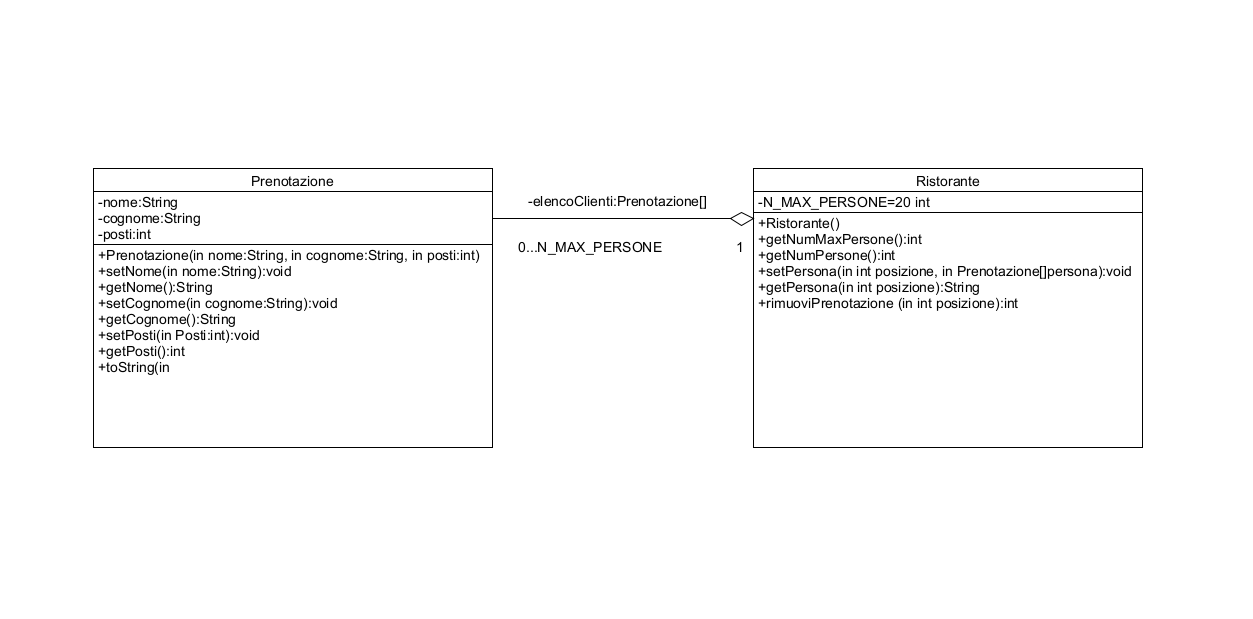 Prenotazione
-nome:String
-cognome:String
-posti:int
+Prenotazione(in nome:String, in cognome:String, in posti:int)
+setNome(in nome:String):void
+getNome():String
+setCognome(in cognome:String):void
+getCognome():String
+setPosti(in Posti:int):void
+getPosti():int
+toString(in
-elencoClienti:Prenotazione[]
0...N_MAX_PERSONE
1
Ristorante
-N_MAX_PERSONE=20 int
+Ristorante()
+getNumMaxPersone():int
+getNumPersone():int
+setPersona(in int posizione, in Prenotazione[]persona):void
+getPersona(in int posizione):String
+rimuoviPrenotazione (in int posizione):int